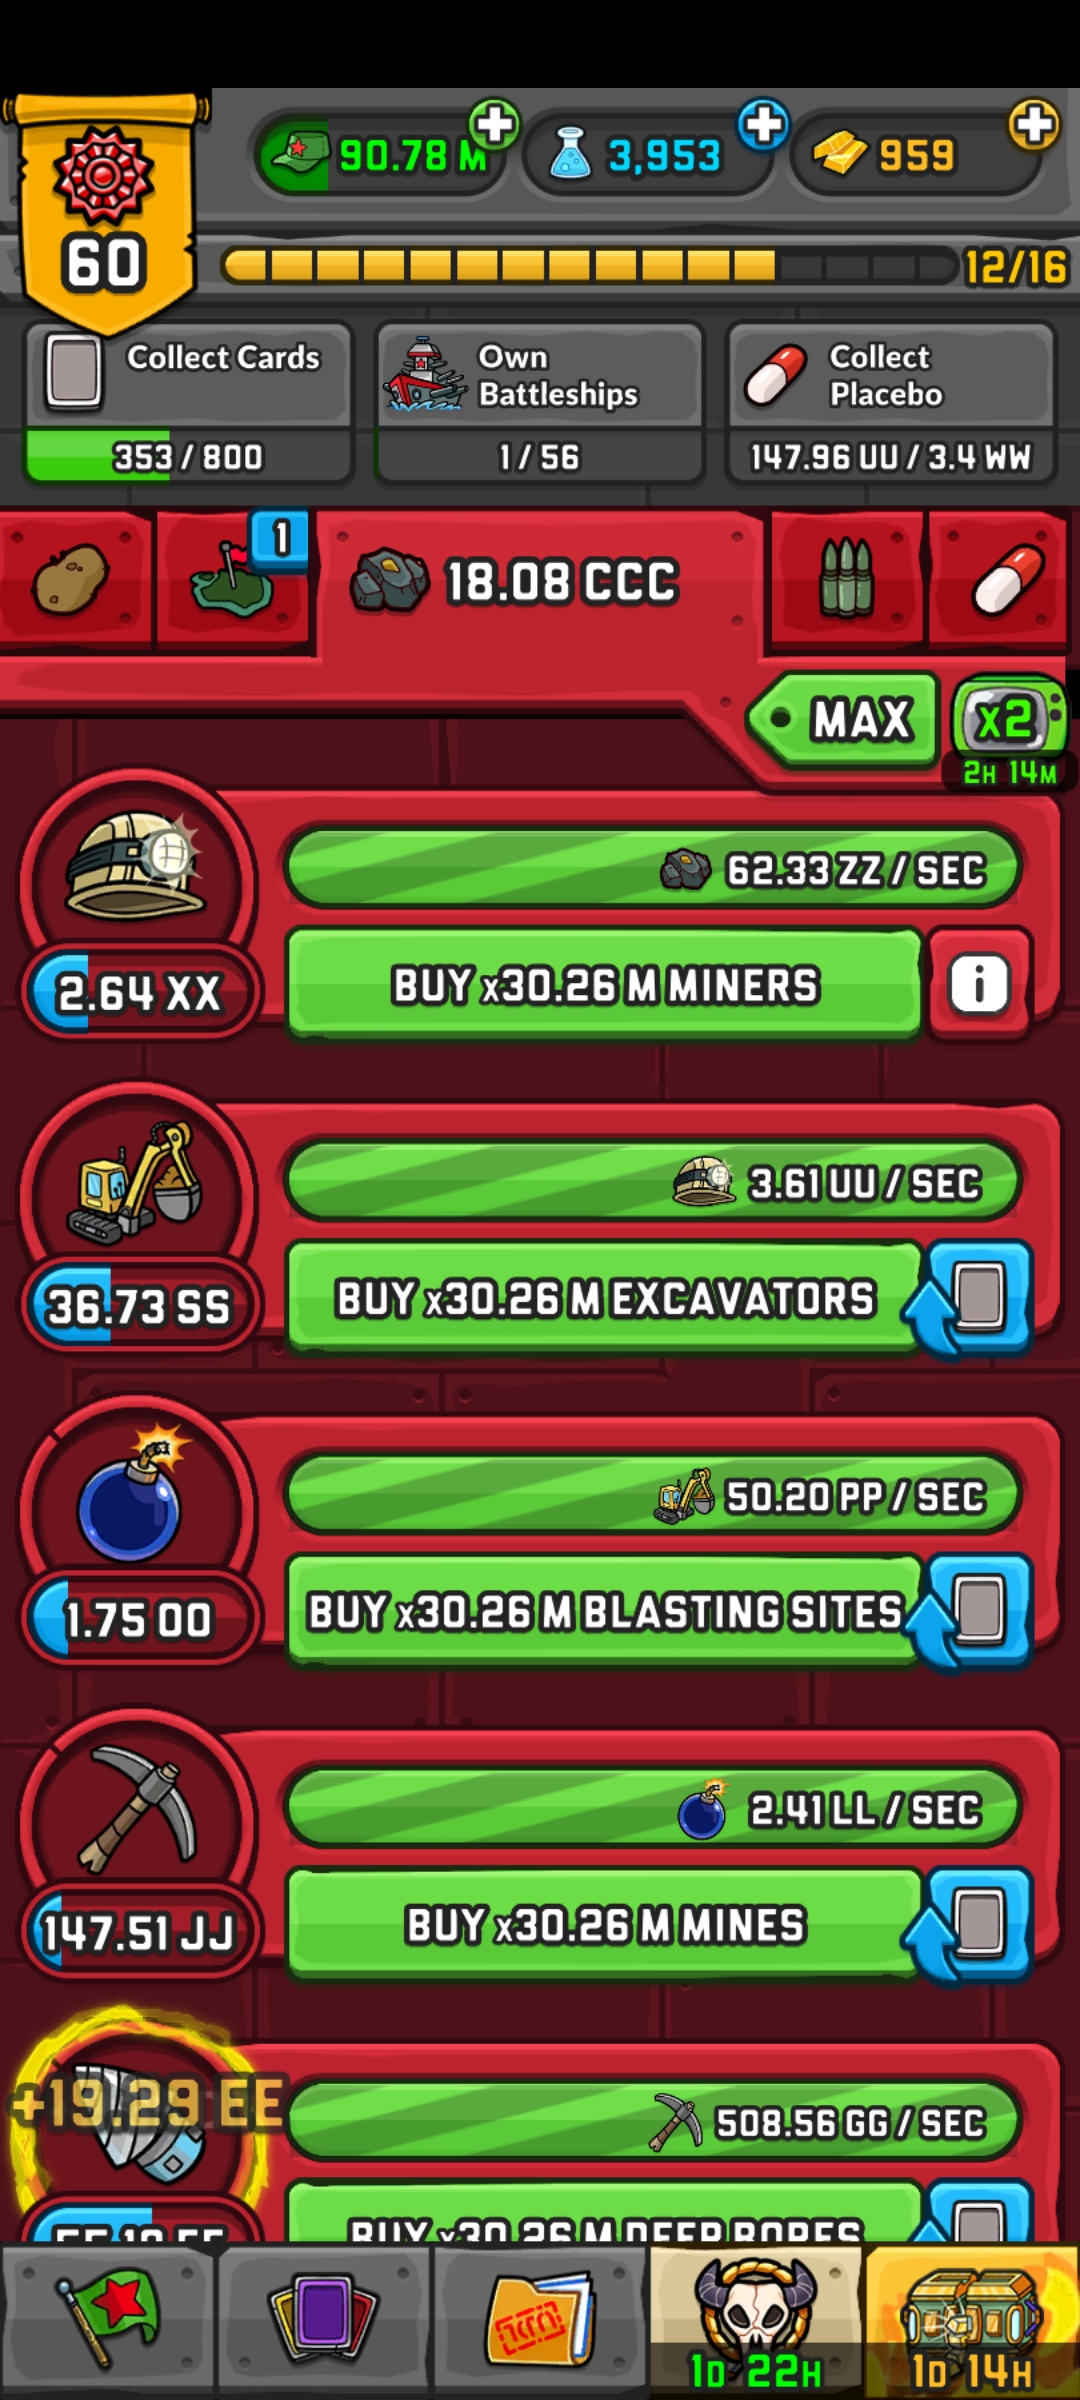 90.78 M
3,953
959
60
12/16
Collect Cards
353 / 800
Own
Battleships
1 / 56
Collect
Placebo
147.96 UU / 3.4 WW
1
18.08 CCC
MAX
x2
2H 14M
62.33 ZZ / SEC
2.64 XX
BUY x30.26 M MINERS
i
3.61 UU / SEC
36.73 SS
BUY x30.26 M EXCAVATORS
50.20 PP / SEC
1.75 OO
BUY x30.26 M BLASTING SITES
2.41 LL / SEC
147.51 JJ
BUY x30.26 M MINES
+19.29 EE
508.56 GG / SEC
BUY x30.26 M DEEP BORES
1D 22H
1D 14H